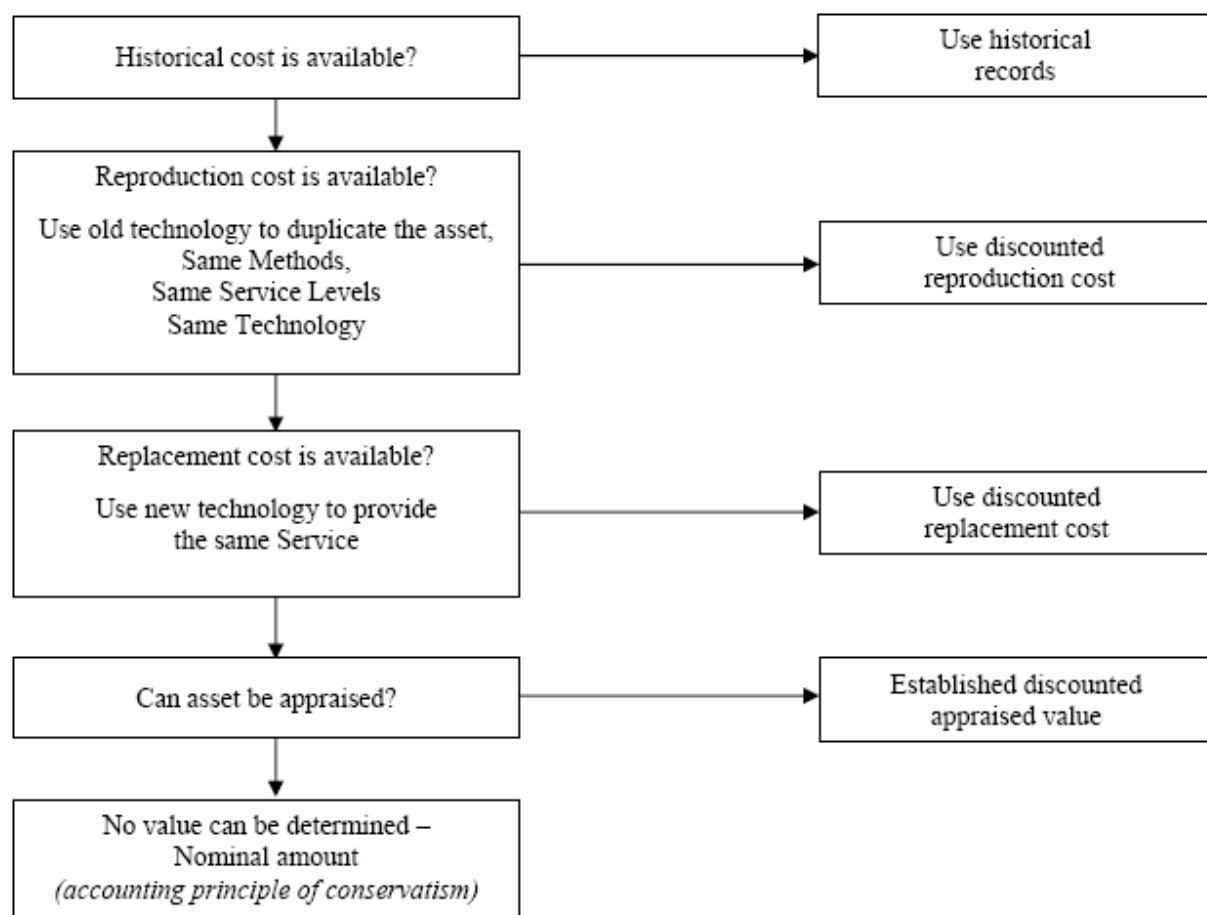 Historical cost is available?
Use historical
records
Reproduction cost is available?
Use old technology to duplicate the asset,
Same Methods,
Same Service Levels
Same Technology
Use discounted
reproduction cost
Replacement cost is available?
Use new technology to provide
the same Service
Use discounted
replacement cost
Can asset be appraised?
Established discounted
appraised value
No value can be determined –
Nominal amount
(accounting principle of conservatism)